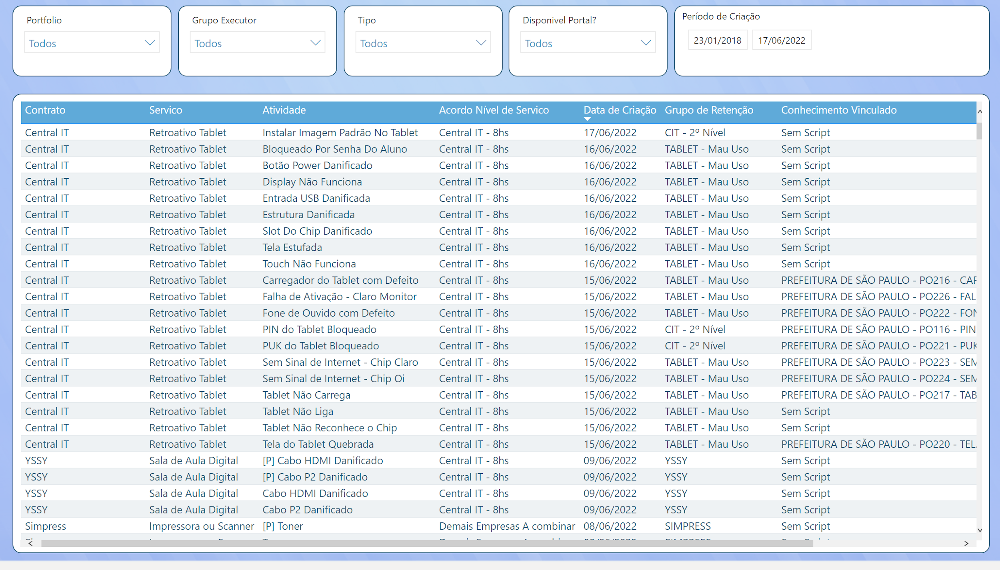 Portfolio Grupo Executor Tipo Disponivel Portal? Período de Criação
Todos Todos Todos Todos 23/01/2018 17/06/2022
Contrato Servico Atividade Acordo Nível de Servico Data de Criação Grupo de Retenção Conhecimento Vinculado
Central IT Retroativo Tablet Instalar Imagem Padrão No Tablet Central IT - 8hs 17/06/2022 CIT - 2º Nível Sem Script
Central IT Retroativo Tablet Bloqueado Por Senha Do Aluno Central IT - 8hs 16/06/2022 TABLET - Mau Uso Sem Script
Central IT Retroativo Tablet Botão Power Danificado Central IT - 8hs 16/06/2022 TABLET - Mau Uso Sem Script
Central IT Retroativo Tablet Display Não Funciona Central IT - 8hs 16/06/2022 TABLET - Mau Uso Sem Script
Central IT Retroativo Tablet Entrada USB Danificada Central IT - 8hs 16/06/2022 TABLET - Mau Uso Sem Script
Central IT Retroativo Tablet Estrutura Danificada Central IT - 8hs 16/06/2022 TABLET - Mau Uso Sem Script
Central IT Retroativo Tablet Slot Do Chip Danificado Central IT - 8hs 16/06/2022 TABLET - Mau Uso Sem Script
Central IT Retroativo Tablet Tela Estufada Central IT - 8hs 16/06/2022 TABLET - Mau Uso Sem Script
Central IT Retroativo Tablet Touch Não Funciona Central IT - 8hs 16/06/2022 TABLET - Mau Uso Sem Script
Central IT Retroativo Tablet Carregador do Tablet com Defeito Central IT - 8hs 15/06/2022 TABLET - Mau Uso PREFEITURA DE SÃO PAULO - PO216 - CAR
Central IT Retroativo Tablet Falha de Ativação - Claro Monitor Central IT - 8hs 15/06/2022 TABLET - Mau Uso PREFEITURA DE SÃO PAULO - PO226 - FAL
Central IT Retroativo Tablet Fone de Ouvido com Defeito Central IT - 8hs 15/06/2022 TABLET - Mau Uso PREFEITURA DE SÃO PAULO - PO222 - FON
Central IT Retroativo Tablet PIN do Tablet Bloqueado Central IT - 8hs 15/06/2022 CIT - 2º Nível PREFEITURA DE SÃO PAULO - PO116 - PIN
Central IT Retroativo Tablet PUK do Tablet Bloqueado Central IT - 8hs 15/06/2022 CIT - 2º Nível PREFEITURA DE SÃO PAULO - PO221 - PUK
Central IT Retroativo Tablet Sem Sinal de Internet - Chip Claro Central IT - 8hs 15/06/2022 TABLET - Mau Uso PREFEITURA DE SÃO PAULO - PO223 - SEM
Central IT Retroativo Tablet Sem Sinal de Internet - Chip Oi Central IT - 8hs 15/06/2022 TABLET - Mau Uso PREFEITURA DE SÃO PAULO - PO224 - SEM
Central IT Retroativo Tablet Tablet Não Carrega Central IT - 8hs 15/06/2022 TABLET - Mau Uso PREFEITURA DE SÃO PAULO - PO217 - TAB
Central IT Retroativo Tablet Tablet Não Liga Central IT - 8hs 15/06/2022 TABLET - Mau Uso Sem Script
Central IT Retroativo Tablet Tablet Não Reconhece o Chip Central IT - 8hs 15/06/2022 TABLET - Mau Uso Sem Script
Central IT Retroativo Tablet Tela do Tablet Quebrada Central IT - 8hs 15/06/2022 TABLET - Mau Uso PREFEITURA DE SÃO PAULO - PO220 - TEL
YSSY Sala de Aula Digital [P] Cabo HDMI Danificado Central IT - 8hs 09/06/2022 YSSY Sem Script
YSSY Sala de Aula Digital [P] Cabo P2 Danificado Central IT - 8hs 09/06/2022 YSSY Sem Script
YSSY Sala de Aula Digital Cabo HDMI Danificado Central IT - 8hs 09/06/2022 YSSY Sem Script
YSSY Sala de Aula Digital Cabo P2 Danificado Central IT - 8hs 09/06/2022 YSSY Sem Script
Simpress Impressora ou Scanner [P] Toner Demais Empresas A combinar 08/06/2022 SIMPRESS Sem Script